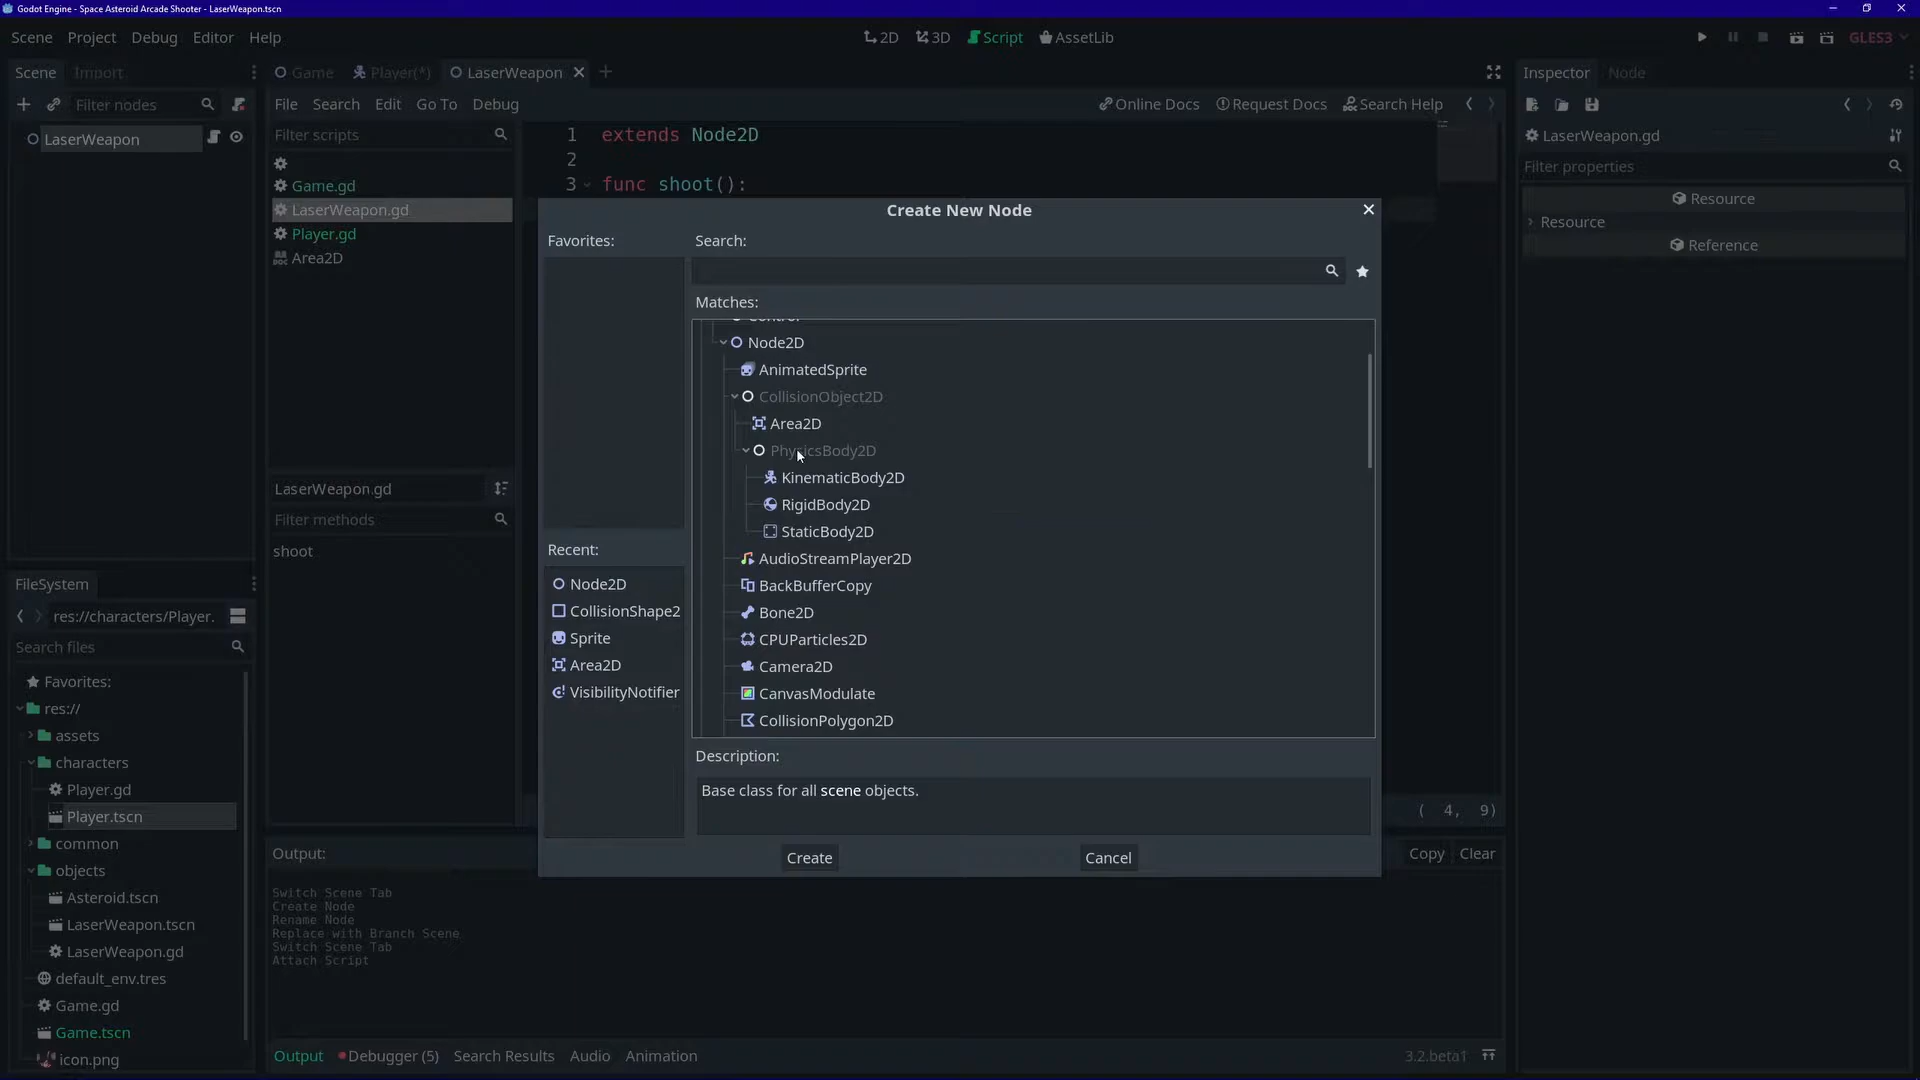 Godot Engine - Space Asteroid Arcade Shooter - LaserWeapon.tscn
Scene Project Debug Editor Help
2D 3D Script AssetLib
GLES3
Scene Import
Filter nodes
LaserWeapon
Game Player(*) LaserWeapon
File Search Edit Go To Debug
Online Docs Request Docs Search Help
Filter scripts
Game.gd
LaserWeapon.gd
Player.gd
Area2D
LaserWeapon.gd
Filter methods
shoot
1 extends Node2D
2
3 func shoot():
Create New Node
Favorites:
Search:
Matches:
Control
Node2D
AnimatedSprite
CollisionObject2D
Area2D
PhysicsBody2D
KinematicBody2D
RigidBody2D
StaticBody2D
AudioStreamPlayer2D
BackBufferCopy
Bone2D
CPUParticles2D
Camera2D
CanvasModulate
CollisionPolygon2D
Recent:
Node2D
CollisionShape2
Sprite
Area2D
VisibilityNotifier
Description:
Base class for all scene objects.
Create Cancel
( 4, 9)
Inspector Node
LaserWeapon.gd
Filter properties
Resource
Resource
Reference
FileSystem
res://characters/Player.
Search files
Favorites:
res://
assets
characters
Player.gd
Player.tscn
common
objects
Asteroid.tscn
LaserWeapon.tscn
LaserWeapon.gd
default_env.tres
Game.gd
Game.tscn
icon.png
Output:
Copy Clear
Switch Scene Tab
Create Node
Rename Node
Replace with Branch Scene
Switch Scene Tab
Attach Script
Output Debugger (5) Search Results Audio Animation
3.2.beta1